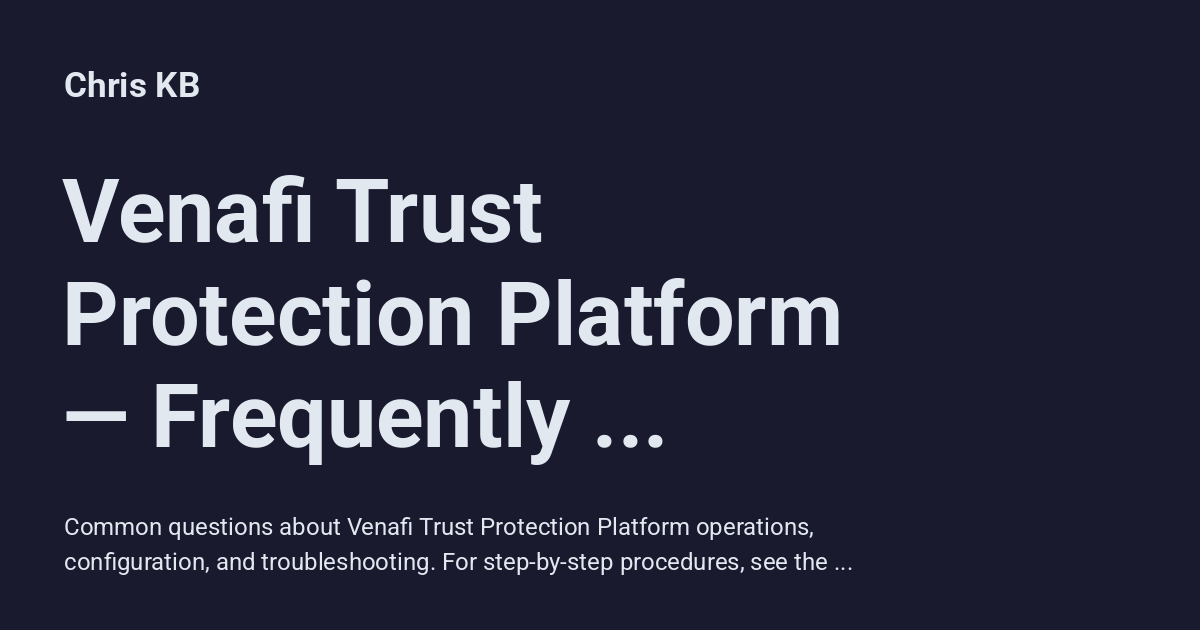 Chris KB
Venafi Trust
Protection Platform
— Frequently ...
Common questions about Venafi Trust Protection Platform operations,
configuration, and troubleshooting. For step-by-step procedures, see the ...